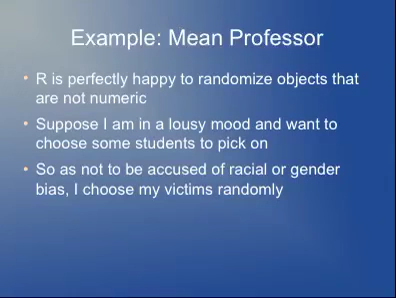 Example: Mean Professor
• R is perfectly happy to randomize objects that
are not numeric
• Suppose I am in a lousy mood and want to
choose some students to pick on
• So as not to be accused of racial or gender
bias, I choose my victims randomly